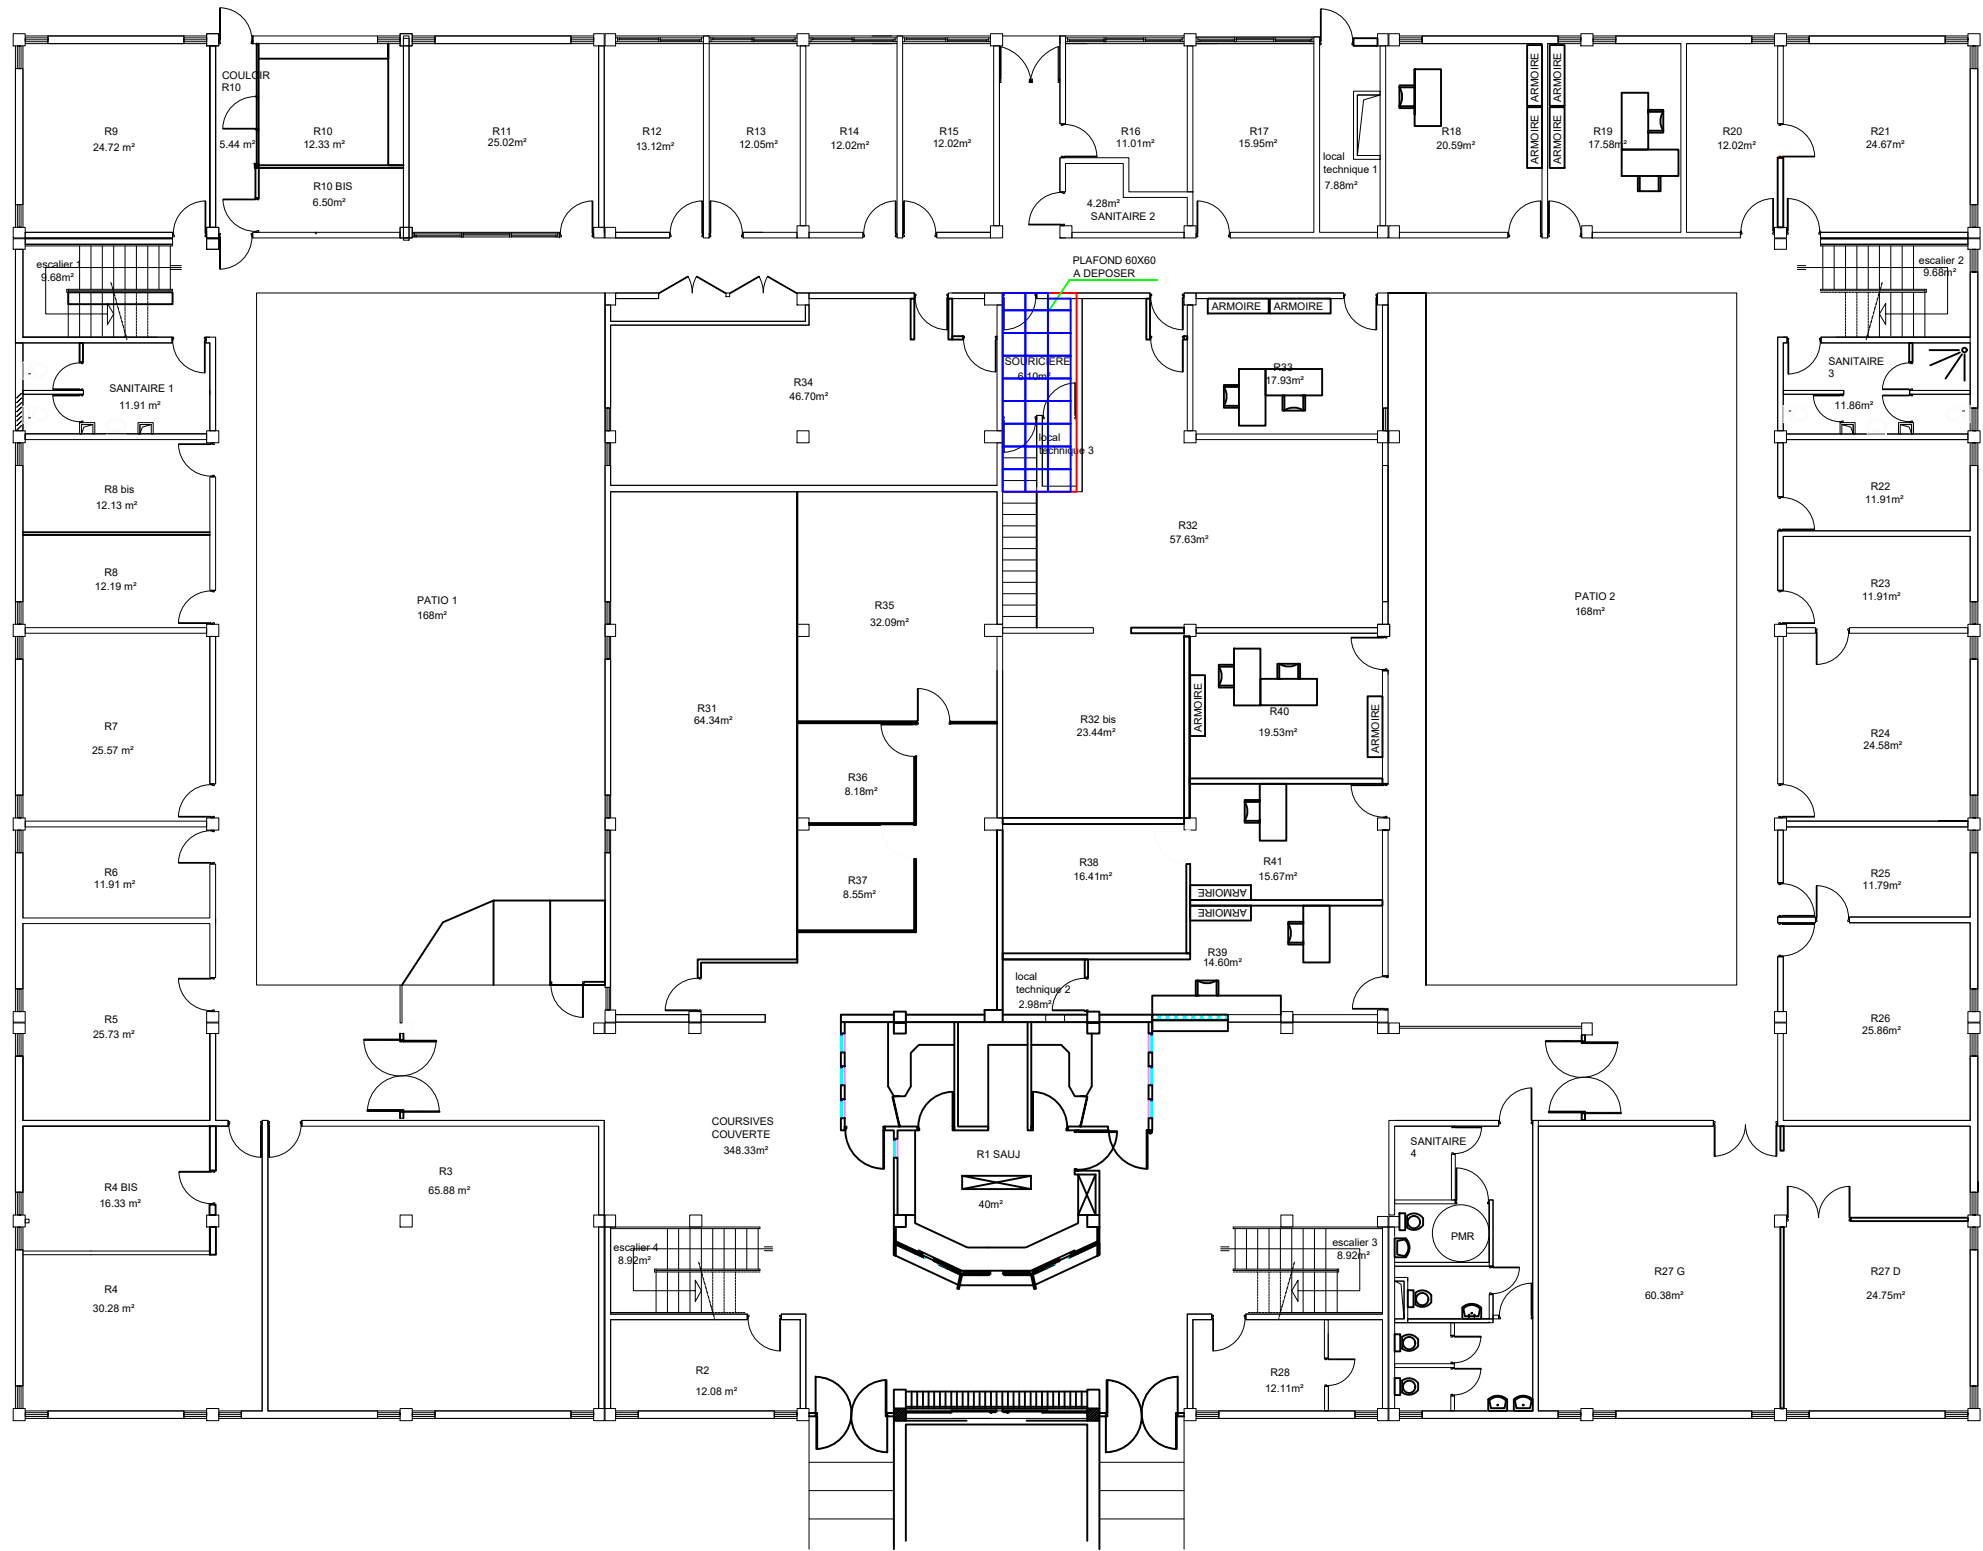 COULOIR
R10
5.44 m²
R9
24.72 m²
R10
12.33 m²
R10 BIS
6.50m²
R11
25.02m²
R12
13.12m²
R13
12.05m²
R14
12.02m²
R15
12.02m²
R16
11.01m²
4.28m²
SANITAIRE 2
R17
15.95m²
local
technique 1
7.88m²
R18
20.59m²
ARMOIRE
ARMOIRE
ARMOIRE
ARMOIRE
R19
17.58m²
R20
12.02m²
R21
24.67m²
escalier 1
9.68m²
PLAFOND 60X60
A DEPOSER
escalier 2
9.68m²
SANITAIRE 1
11.91 m²
R34
46.70m²
SOURICIERE
6.10m²
local
technique 3
ARMOIRE
ARMOIRE
R33
17.93m²
SANITAIRE
3
11.86m²
R8 bis
12.13 m²
R22
11.91m²
R32
57.63m²
R8
12.19 m²
PATIO 1
168m²
R35
32.09m²
PATIO 2
168m²
R23
11.91m²
R7
25.57 m²
R31
64.34m²
R32 bis
23.44m²
ARMOIRE
R40
19.53m²
ARMOIRE
R24
24.58m²
R36
8.18m²
R6
11.91 m²
R37
8.55m²
R38
16.41m²
R41
15.67m²
ARMOIRE
ARMOIRE
R25
11.79m²
R39
14.60m²
local
technique 2
2.98m²
R5
25.73 m²
R26
25.86m²
COURSIVES
COUVERTE
348.33m²
R1 SAUJ
40m²
SANITAIRE
4
PMR
R4 BIS
16.33 m²
R3
65.88 m²
escalier 4
8.92m²
escalier 3
8.92m²
R4
30.28 m²
R27 G
60.38m²
R27 D
24.75m²
R2
12.08 m²
R28
12.11m²